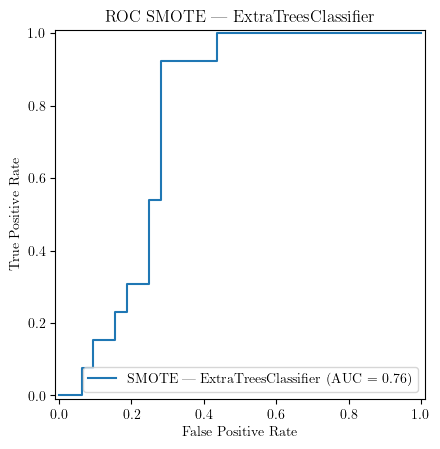 ROC SMOTE — ExtraTreesClassifier
1.0
0.8
0.6
0.4
0.2
0.0
True Positive Rate
SMOTE — ExtraTreesClassifier (AUC = 0.76)
0.0 0.2 0.4 0.6 0.8 1.0
False Positive Rate